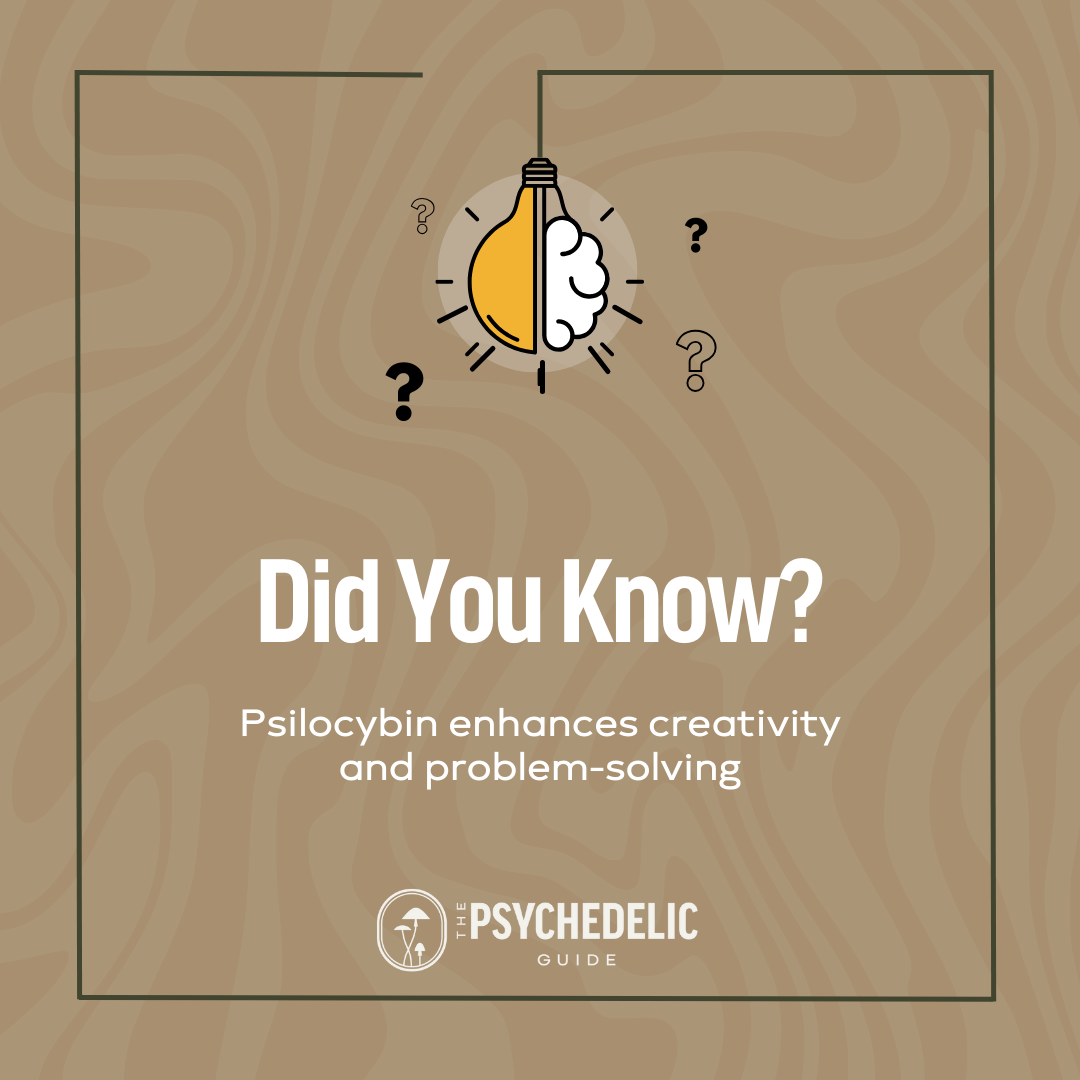 ?
?
?
?
Did You Know?
Psilocybin enhances creativity
and problem-solving
THE PSYCHEDELIC
GUIDE